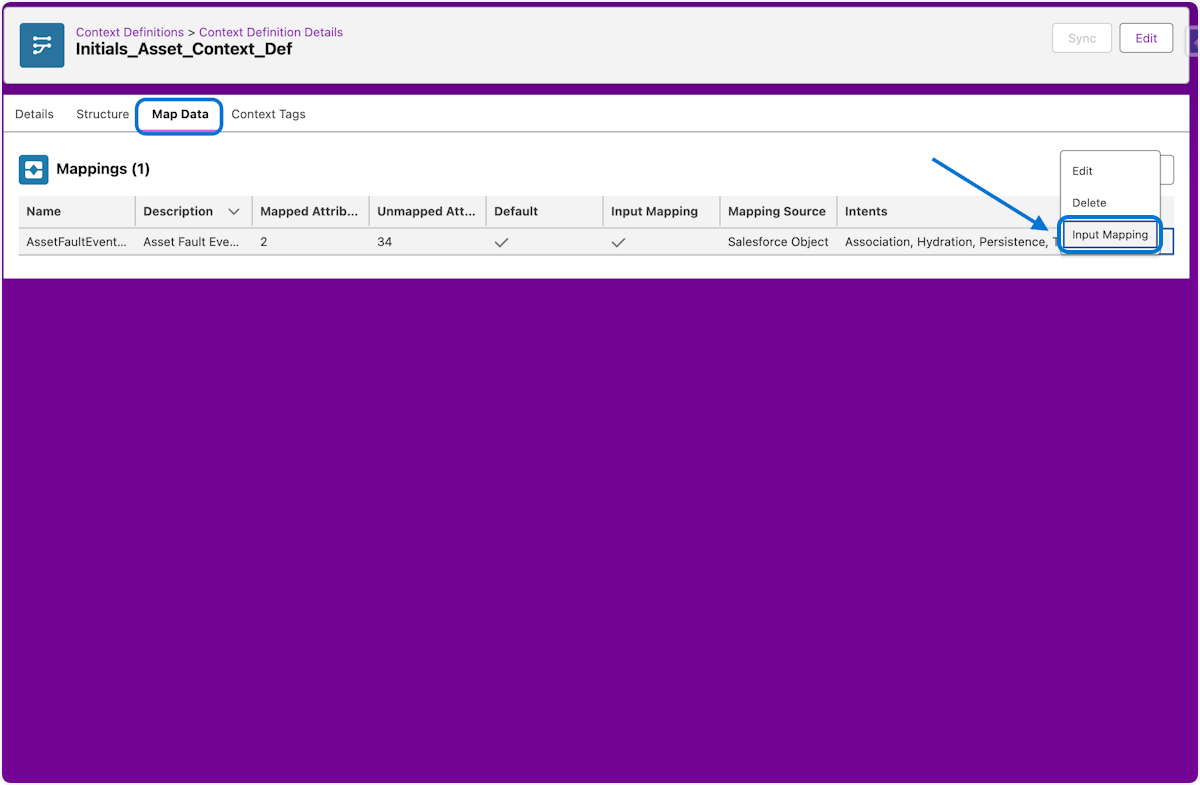 Context Definitions > Context Definition Details
Initials_Asset_Context_Def
Sync
Edit
Details Structure Map Data Context Tags
Mappings (1)
Edit
Delete
Input Mapping
Name Description Mapped Attrib... Unmapped Att... Default Input Mapping Mapping Source Intents
AssetFaultEvent... Asset Fault Eve... 2 34 Salesforce Object Association, Hydration, Persistence,